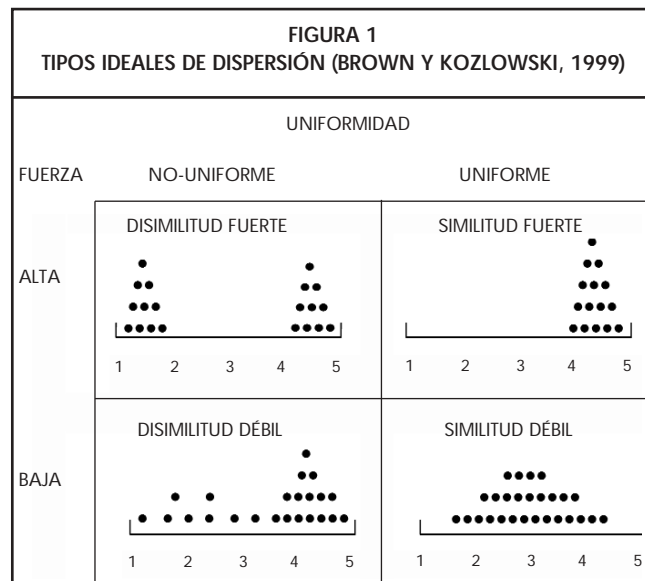 FIGURA 1
TIPOS IDEALES DE DISPERSIÓN (BROWN Y KOZLOWSKI, 1999)
UNIFORMIDAD
FUERZA NO-UNIFORME UNIFORME
DISIMILITUD FUERTE SIMILITUD FUERTE
ALTA
1 2 3 4 5 1 2 3 4 5
DISIMILITUD DÉBIL SIMILITUD DÉBIL
BAJA
1 2 3 4 5 1 2 3 4 5